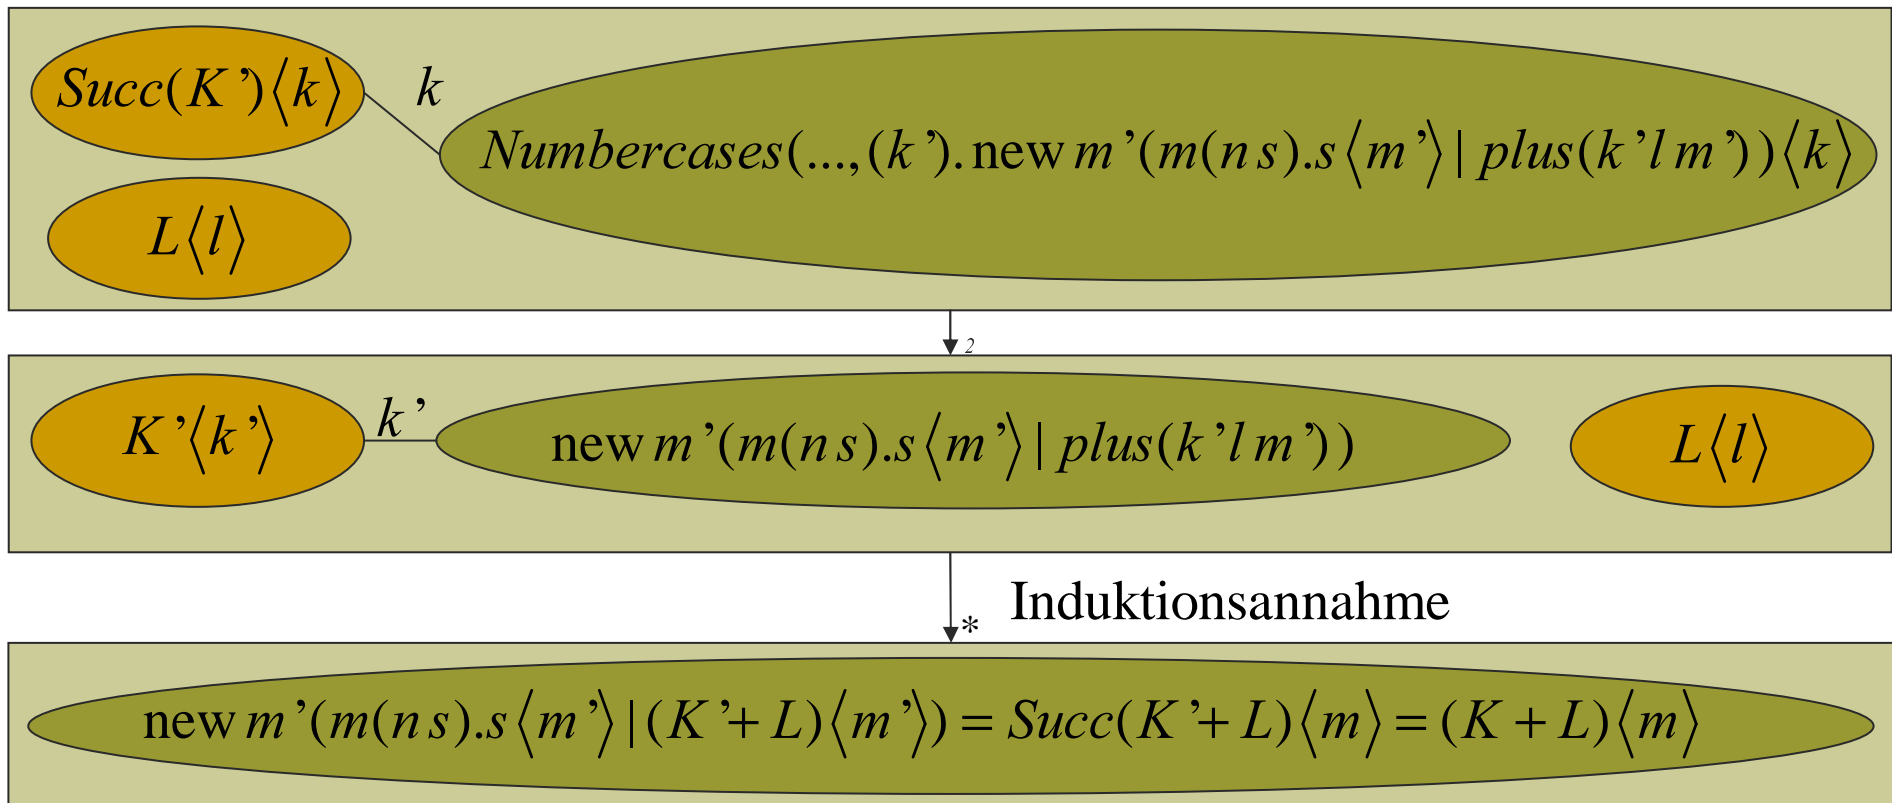 Succ(K’)⟨k⟩
k
Numbercases(...,(k’).new m’(m(n s).s⟨m’⟩ | plus(k’l m’))⟨k⟩
L⟨l⟩
2
K’⟨k’⟩
k’
new m’(m(n s).s⟨m’⟩ | plus(k’l m’))
L⟨l⟩
Induktionsannahme
*
new m’(m(n s).s⟨m’⟩ | (K’+ L)⟨m’⟩) = Succ(K’+ L)⟨m⟩ = (K + L)⟨m⟩